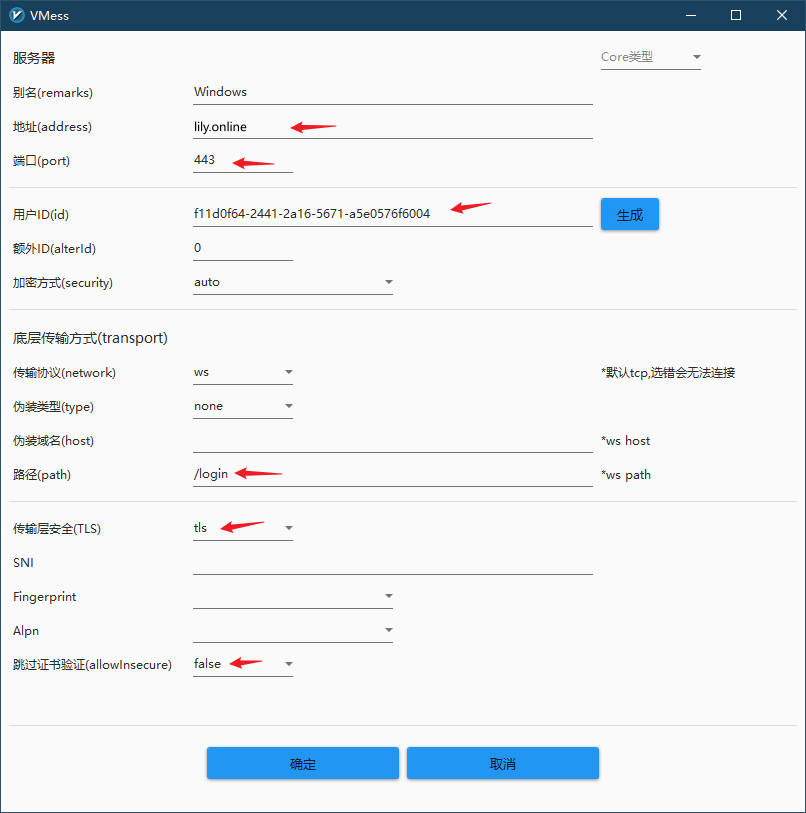 VMess
服务器 Core类型
别名(remarks) Windows
地址(address) lily.online
端口(port) 443
用户ID(id) f11d0f64-2441-2a16-5671-a5e0576f6004 生成
额外ID(alterId) 0
加密方式(security) auto
底层传输方式(transport)
传输协议(network) ws *默认tcp,选错会无法连接
伪装类型(type) none
伪装域名(host) *ws host
路径(path) /login *ws path
传输层安全(TLS) tls
SNI
Fingerprint
Alpn
跳过证书验证(allowInsecure) false
确定 取消